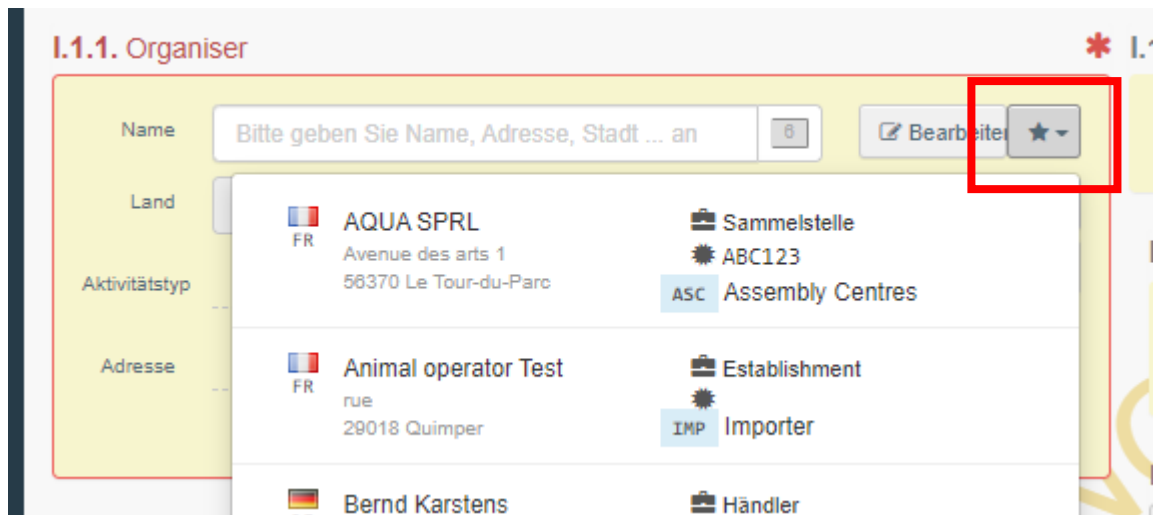 I.1.1. Organiser * I.1
Name Bitte geben Sie Name, Adresse, Stadt ... an 6 Bearbeiten
Land
FR AQUA SPRL Sammelstelle
Avenue des arts 1 ABC123
56370 Le Tour-du-Parc ASC Assembly Centres
Aktivitätstyp
Adresse
FR Animal operator Test Establishment
rue
29018 Quimper IMP Importer
Bernd Karstens Händler